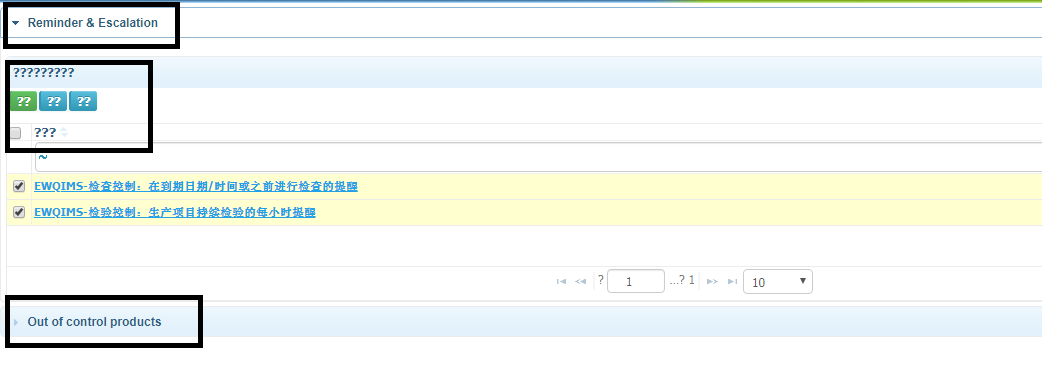 Reminder & Escalation
?????????
?? ?? ??
???
~
EWQIMS-检查控制：在到期日期/时间或之前进行检查的提醒
EWQIMS-检验控制：生产项目持续检验的每小时提醒
? 1 ...? 1 10
Out of control products